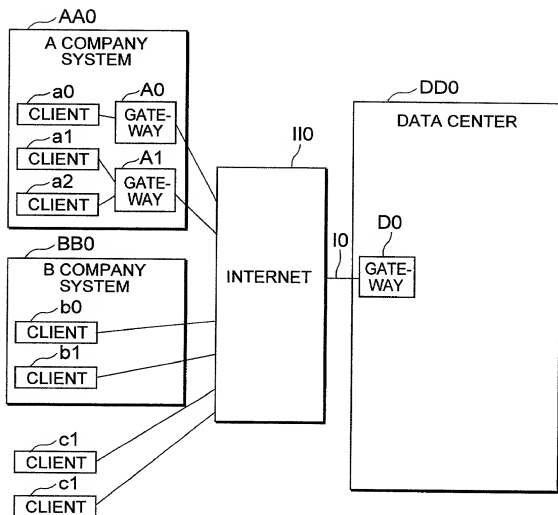 AA0
A COMPANY
SYSTEM
a0
CLIENT
A0
GATE-
WAY
a1
CLIENT
A1
GATE-
WAY
a2
CLIENT
BB0
B COMPANY
SYSTEM
b0
CLIENT
b1
CLIENT
c1
CLIENT
c1
CLIENT
II0
INTERNET
I0
DD0
DATA CENTER
D0
GATE-
WAY